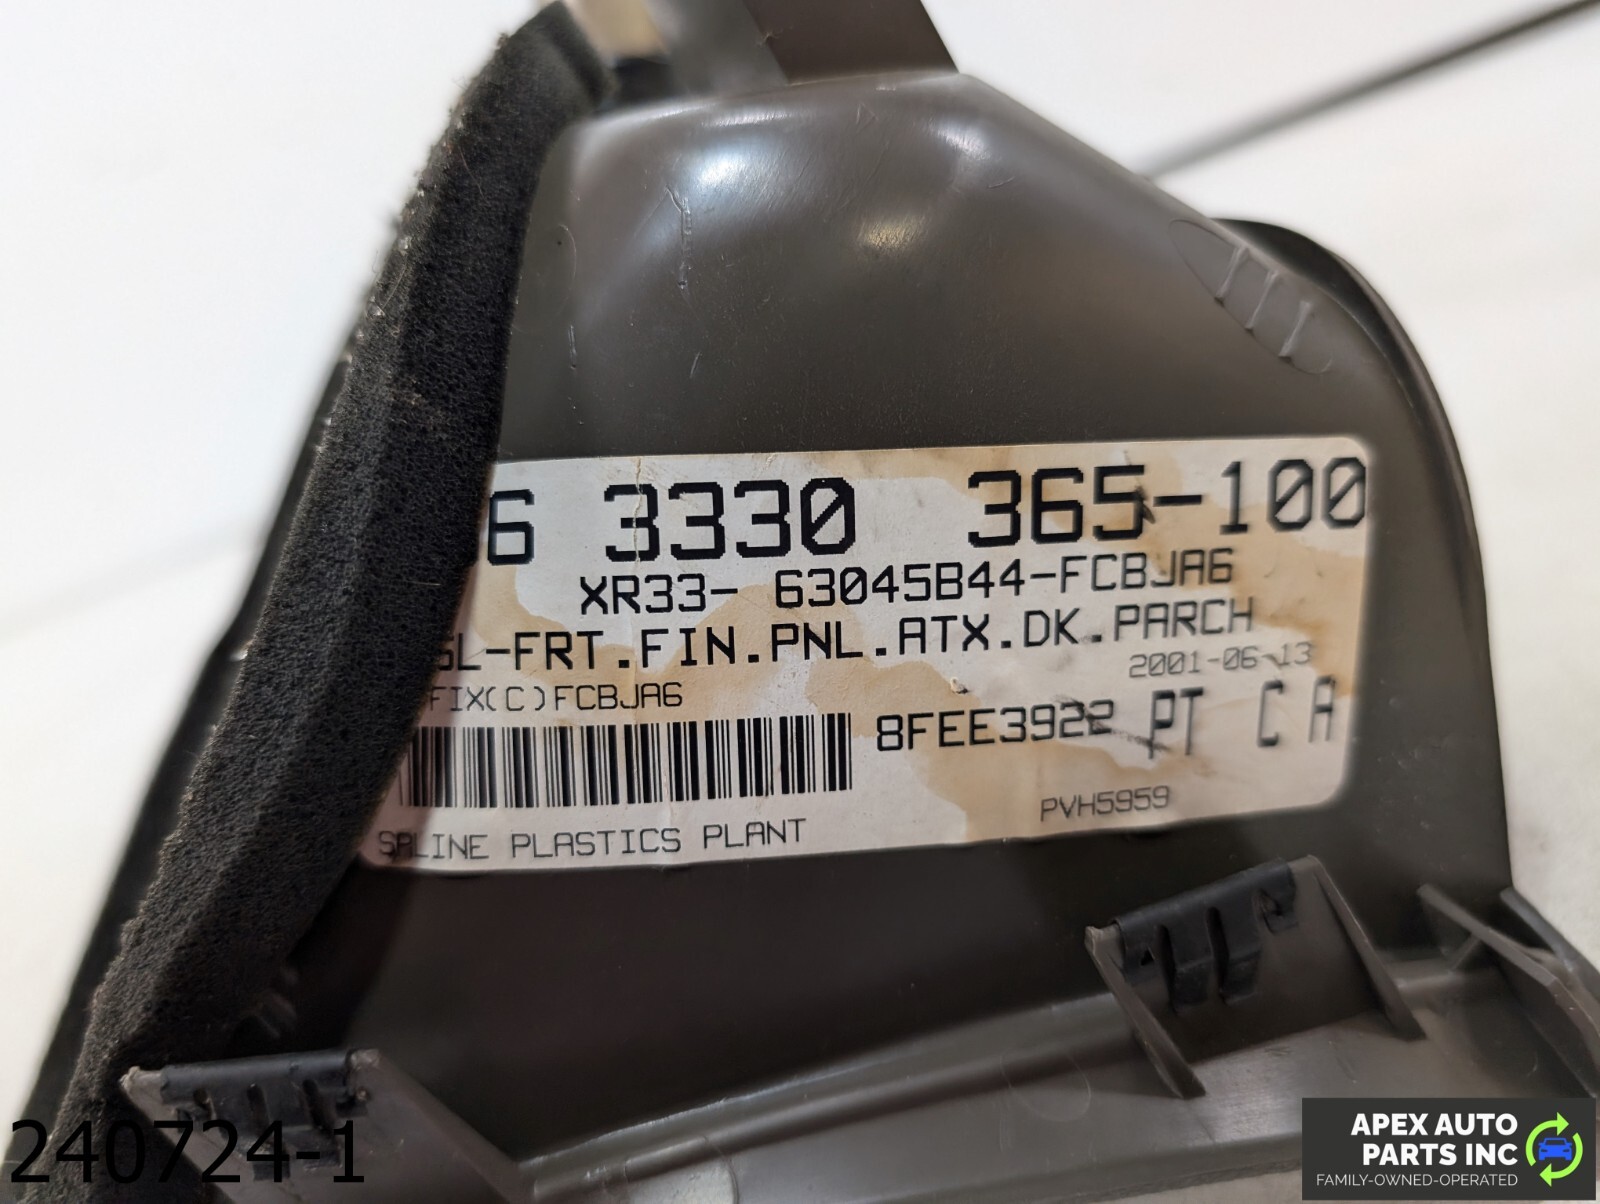 6 3330 365-100
XR33- 63045B44-FCBJA6
SL-FRT.FIN.PNL.ATX.DK.PARCH
2001-06-13
FIX(C)FCBJA6
8FEE3922 PT C A
PVH5959
SALINE PLASTICS PLANT
240724-1
APEX AUTO
PARTS INC
FAMILY-OWNED-OPERATED